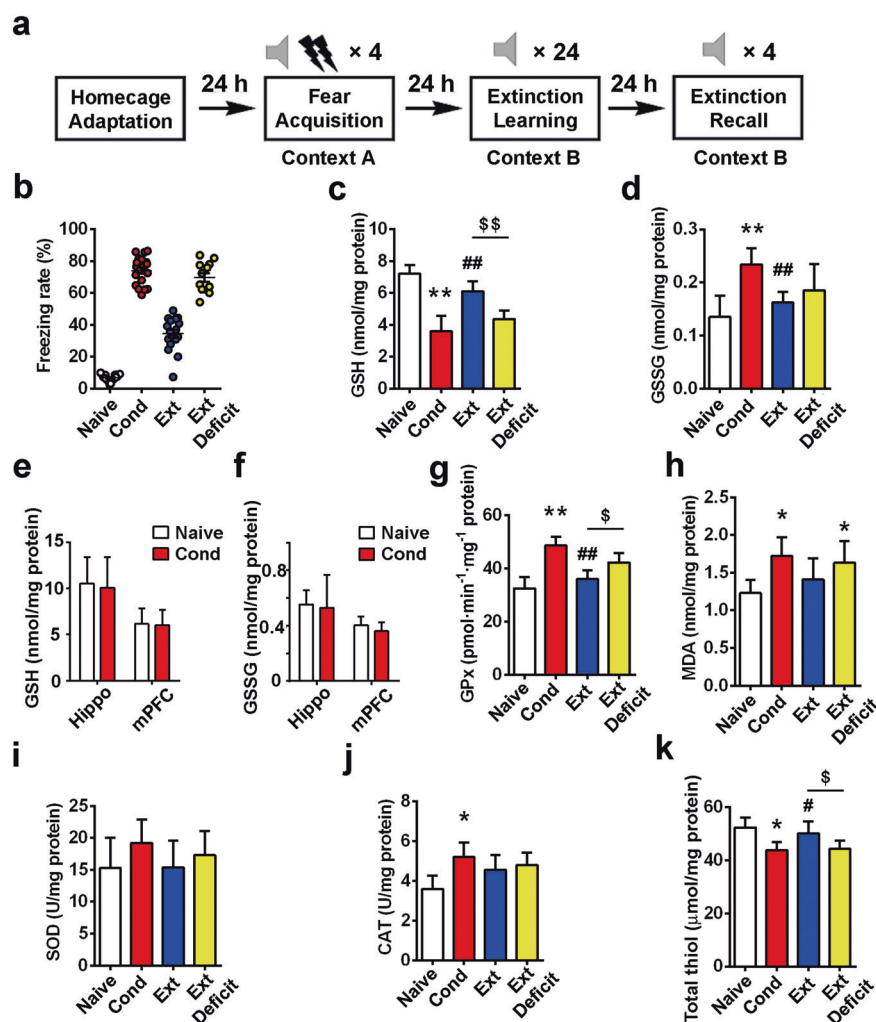 a
× 4
× 24
× 4
Homecage
Adaptation
24 h
Fear
Acquisition
24 h
Extinction
Learning
24 h
Extinction
Recall
Context A
Context B
Context B
b
Freezing rate (%)
100
80
60
40
20
0
Naive
Cond
Ext
Ext
Deficit
c
GSH (nmol/mg protein)
10
8
6
4
2
0
**
##
$$
Naive
Cond
Ext
Ext
Deficit
d
GSSG (nmol/mg protein)
0.3
0.2
0.1
0.0
**
##
Naive
Cond
Ext
Ext
Deficit
e
GSH (nmol/mg protein)
15
10
5
0
Naive
Cond
Hippo
mPFC
f
GSSG (nmol/mg protein)
0.8
0.4
0
Naive
Cond
Hippo
mPFC
g
GPx (pmol·min⁻¹·mg⁻¹ protein)
60
40
20
0
**
##
$
Naive
Cond
Ext
Ext
Deficit
h
MDA (nmol/mg protein)
2.5
2.0
1.5
1.0
0.5
0.0
*
*
Naive
Cond
Ext
Ext
Deficit
i
SOD (U/mg protein)
25
20
15
10
5
0
Naive
Cond
Ext
Ext
Deficit
j
CAT (U/mg protein)
8
6
4
2
0
*
Naive
Cond
Ext
Ext
Deficit
k
Total thiol (μmol/mg protein)
60
40
20
0
*
#
$
Naive
Cond
Ext
Ext
Deficit